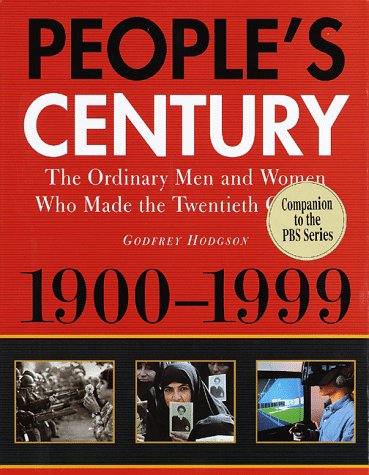 PEOPLE'S
CENTURY
The Ordinary Men and Women
Who Made the Twentieth C
Companion
to the
PBS Series
GODFREY HODGSON
1900–1999